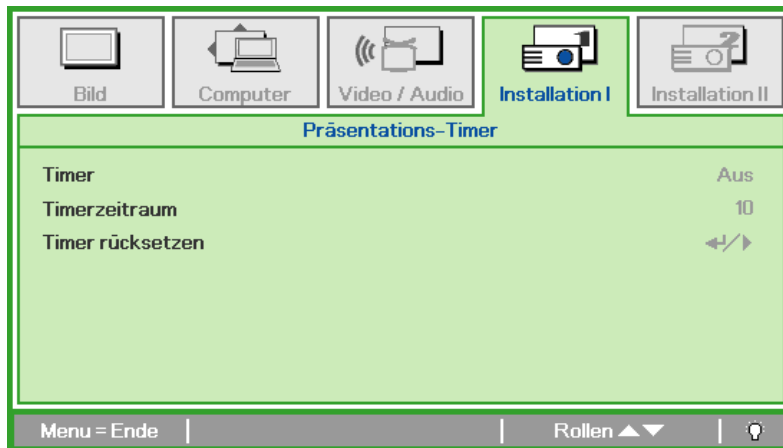 Bild
Computer
Video / Audio
Installation I
Installation II
Präsentations-Timer
Timer Aus
Timerzeitraum 10
Timer rücksetzen ↵/▶
Menu = Ende
Rollen ▲▼